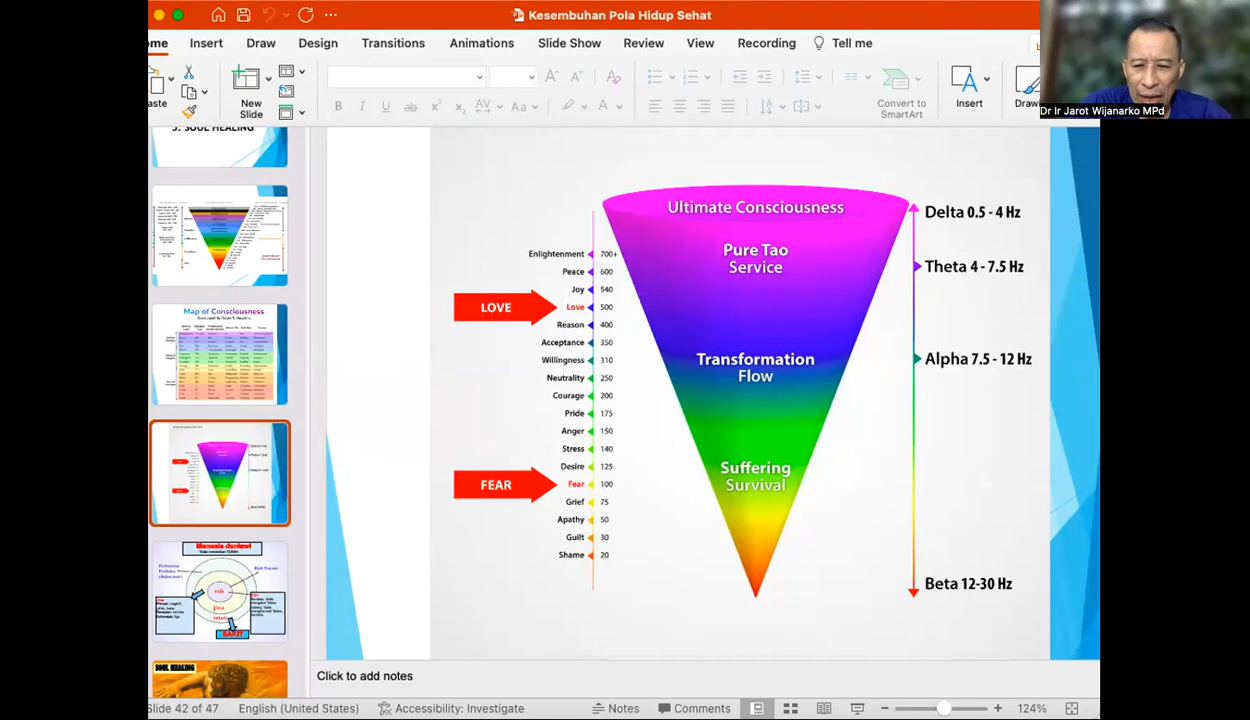 Kesembuhan Pola Hidup Sehat
ome Insert Draw Design Transitions Animations Slide Show Review View Recording Tell me
aste
New
Slide
Convert to
SmartArt
Insert
Draw
Dr Ir Jarot Wijanarko MPd
SOUL HEALING
Map of Consciousness
roh
jiwa
SOUL HEALING
Ultimate Consciousness
Pure Tao
Service
Transformation
Flow
Suffering
Survival
Enlightenment 700+
Peace 600
Joy 540
LOVE
Love 500
Reason 400
Acceptance 350
Willingness 310
Neutrality 250
Courage 200
Pride 175
Anger 150
Stress 140
Desire 125
FEAR
Fear 100
Grief 75
Apathy 50
Guilt 30
Shame 20
Delta 0.5 - 4 Hz
Theta 4 - 7.5 Hz
Alpha 7.5 - 12 Hz
Beta 12-30 Hz
Click to add notes
Slide 42 of 47 English (United States) Accessibility: Investigate Notes Comments 124%